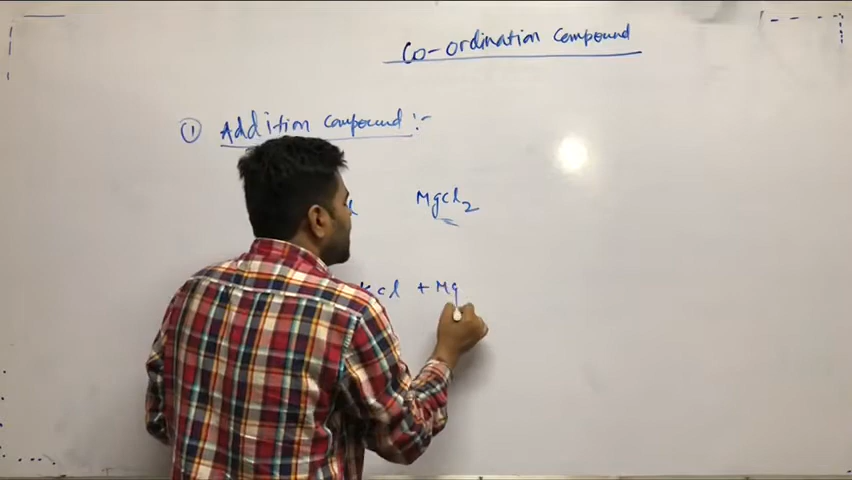 Co-ordination Compound
① Addition compound :-
MgCl2
KCl + Mg